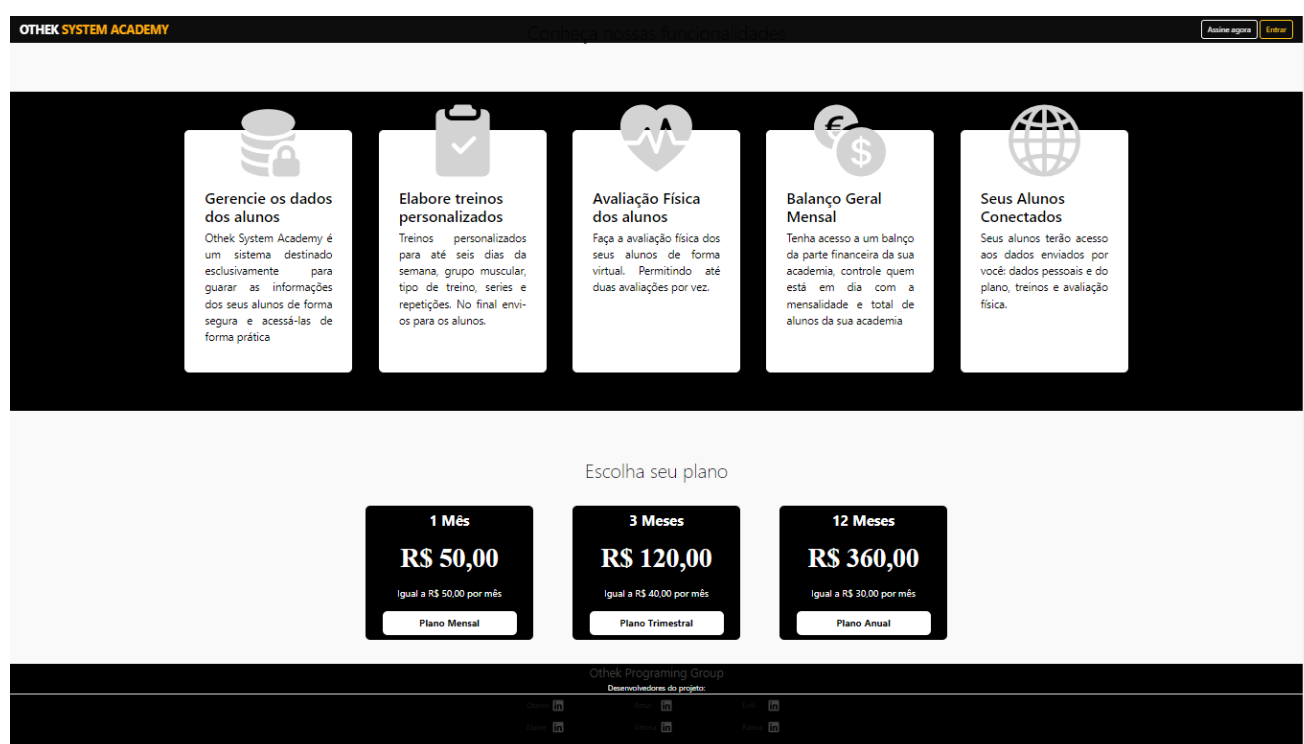 OTHEK SYSTEM ACADEMY
Conheça nossas funcionalidades
Assine agora
Entrar
Gerencie os dados
dos alunos
Othek System Academy é
um sistema destinado
esclusivamente para
guarar as informações
dos seus alunos de forma
segura e acessá-las de
forma prática
Elabore treinos
personalizados
Treinos personalizados
para até seis dias da
semana, grupo muscular,
tipo de treino, series e
repetições. No final envi-
os para os alunos.
Avaliação Física
dos alunos
Faça a avaliação física dos
seus alunos de forma
virtual. Permitindo até
duas avaliações por vez.
€
$
Balanço Geral
Mensal
Tenha acesso a um balnço
da parte financeira da sua
academia, controle quem
está em dia com a
mensalidade e total de
alunos da sua academia
Seus Alunos
Conectados
Seus alunos terão acesso
aos dados enviados por
você: dados pessoais e do
plano, treinos e avaliação
física.
Escolha seu plano
1 Mês
R$ 50,00
Igual a R$ 50,00 por mês
Plano Mensal
3 Meses
R$ 120,00
Igual a R$ 40,00 por mês
Plano Trimestral
12 Meses
R$ 360,00
Igual a R$ 30,00 por mês
Plano Anual
Othek Programing Group
Desenvolvedores do projeto:
in
in
in
in
in
in